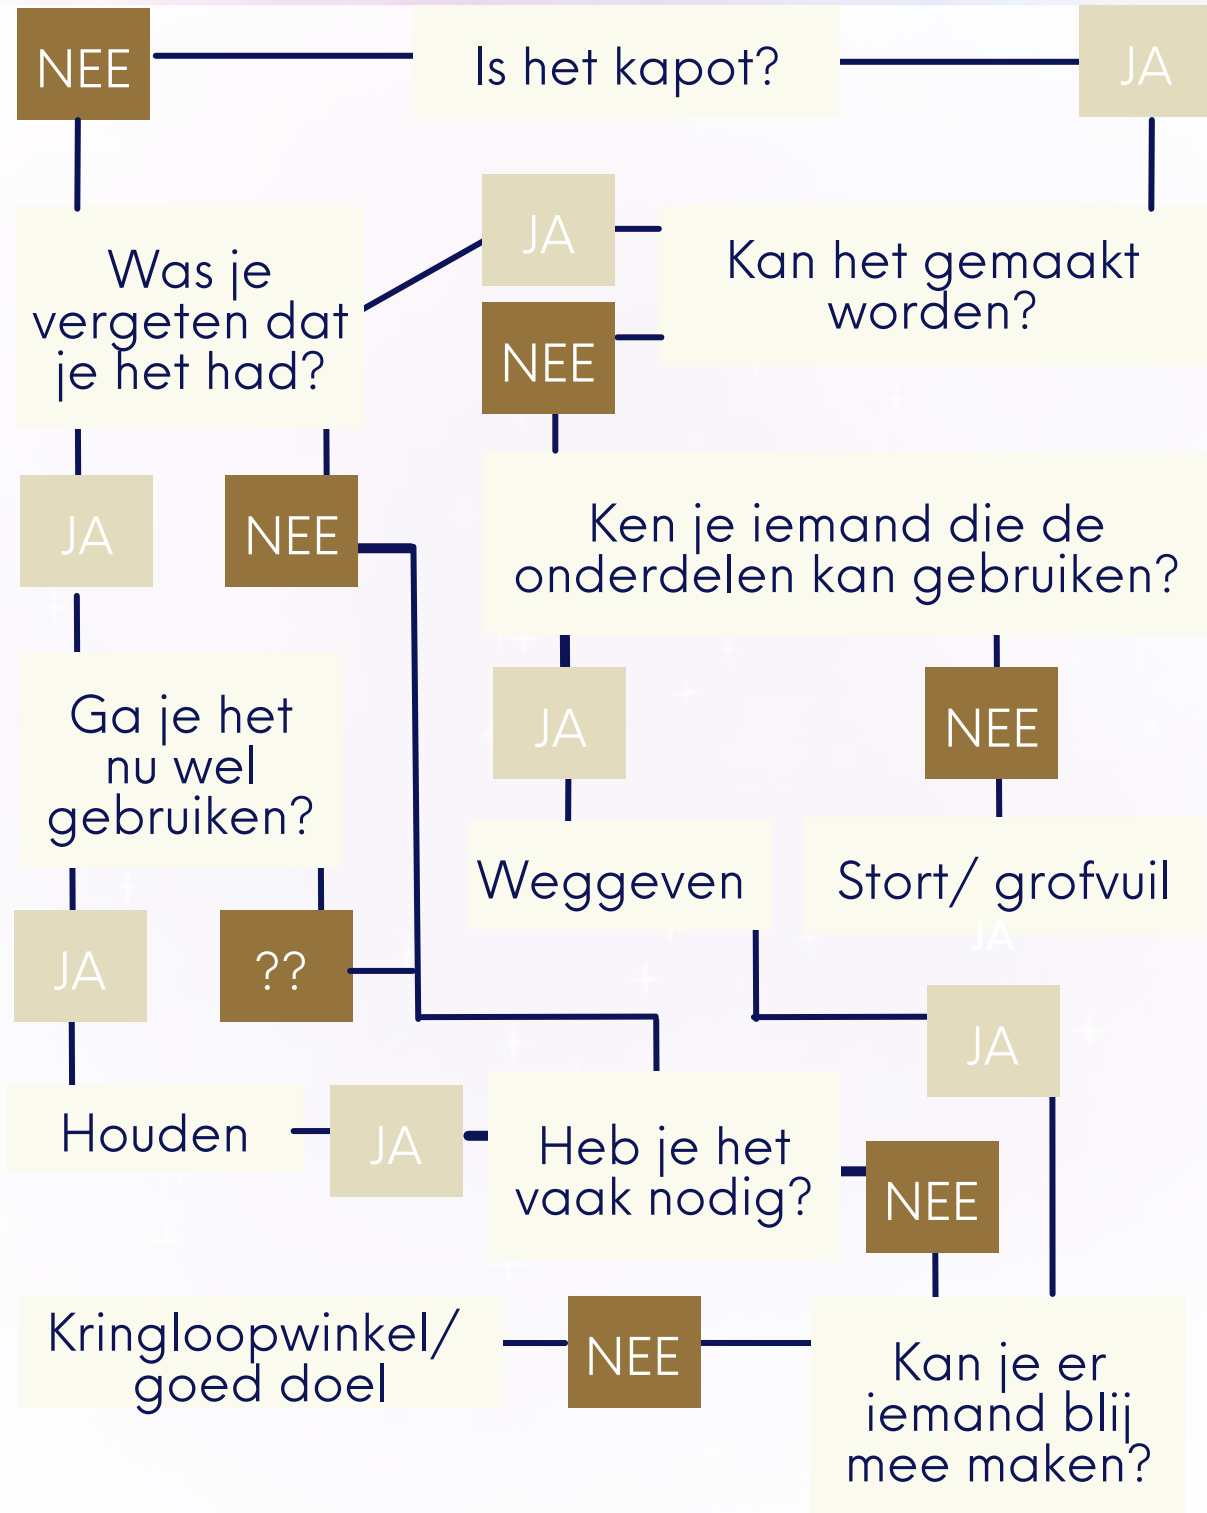 NEE
Is het kapot?
JA
Was je
vergeten dat
je het had?
JA
Kan het gemaakt
worden?
NEE
JA
NEE
Ken je iemand die de
onderdelen kan gebruiken?
Ga je het
nu wel
gebruiken?
JA
NEE
Weggeven
Stort/ grofvuil
JA
JA
??
JA
Houden
JA
Heb je het
vaak nodig?
NEE
Kringloopwinkel/
goed doel
NEE
Kan je er
iemand blij
mee maken?